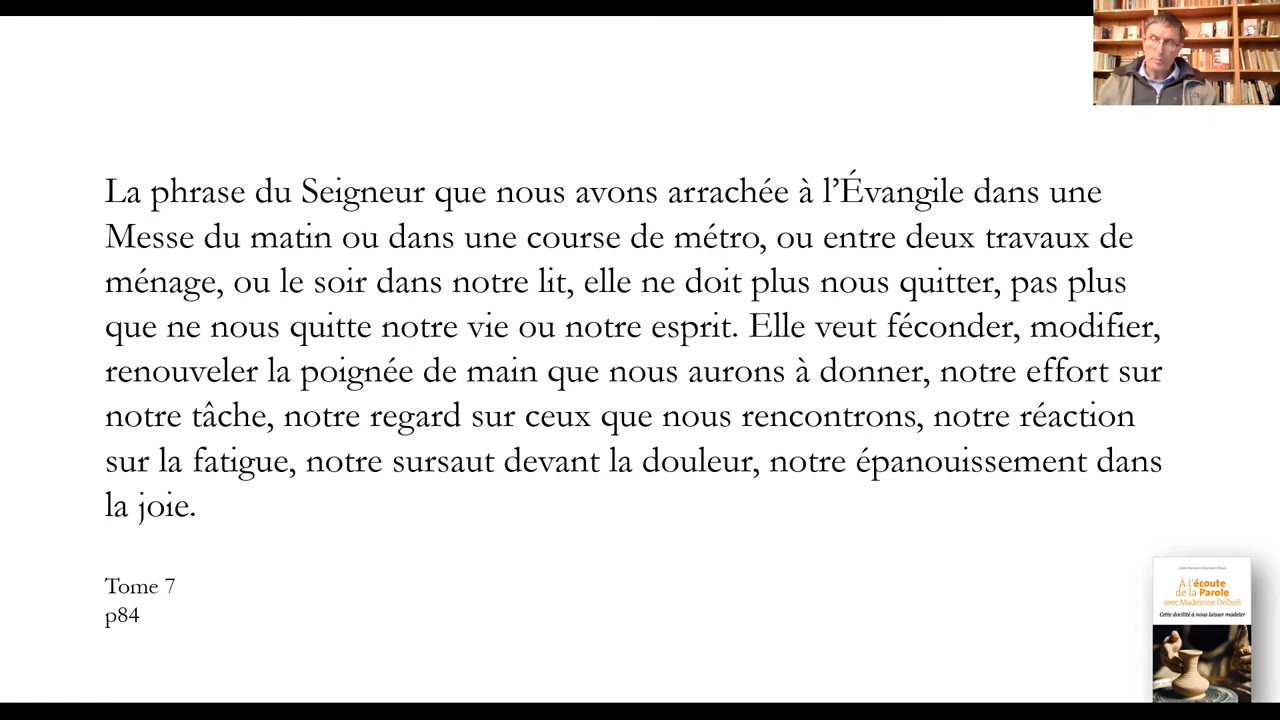 La phrase du Seigneur que nous avons arrachée à l’Évangile dans une
Messe du matin ou dans une course de métro, ou entre deux travaux de
ménage, ou le soir dans notre lit, elle ne doit plus nous quitter, pas plus
que ne nous quitte notre vie ou notre esprit. Elle veut féconder, modifier,
renouveler la poignée de main que nous aurons à donner, notre effort sur
notre tâche, notre regard sur ceux que nous rencontrons, notre réaction
sur la fatigue, notre sursaut devant la douleur, notre épanouissement dans
la joie.
Tome 7
p84
À l’écoute
de la Parole
avec Madeleine Delbrêl
Cette docilité à nous laisser modeler